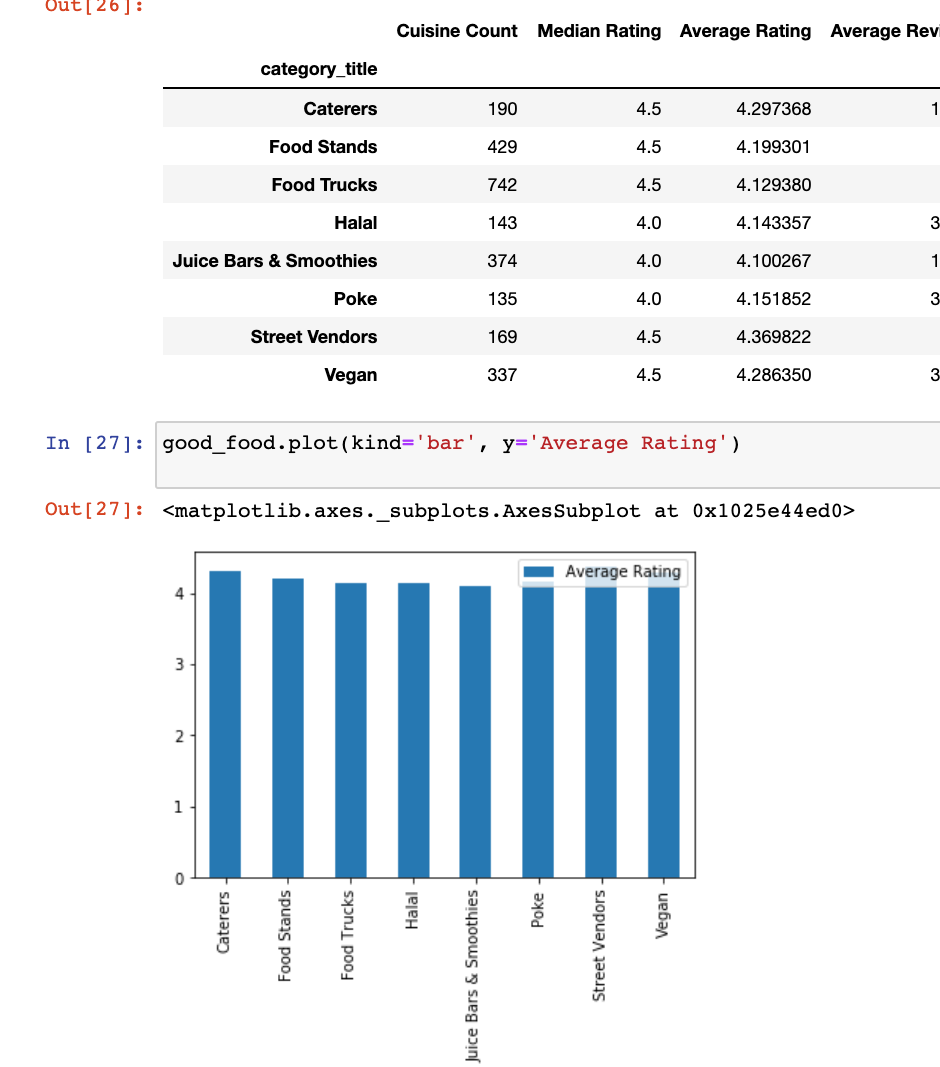 Out[26]:
Cuisine Count Median Rating Average Rating Average Revi
category_title
Caterers 190 4.5 4.297368 1
Food Stands 429 4.5 4.199301
Food Trucks 742 4.5 4.129380
Halal 143 4.0 4.143357 3
Juice Bars & Smoothies 374 4.0 4.100267 1
Poke 135 4.0 4.151852 3
Street Vendors 169 4.5 4.369822
Vegan 337 4.5 4.286350 3
In [27]: good_food.plot(kind='bar', y='Average Rating')
Out[27]: <matplotlib.axes._subplots.AxesSubplot at 0x1025e44ed0>
Average Rating
4
3
2
1
0
Caterers
Food Stands
Food Trucks
Halal
Juice Bars & Smoothies
Poke
Street Vendors
Vegan